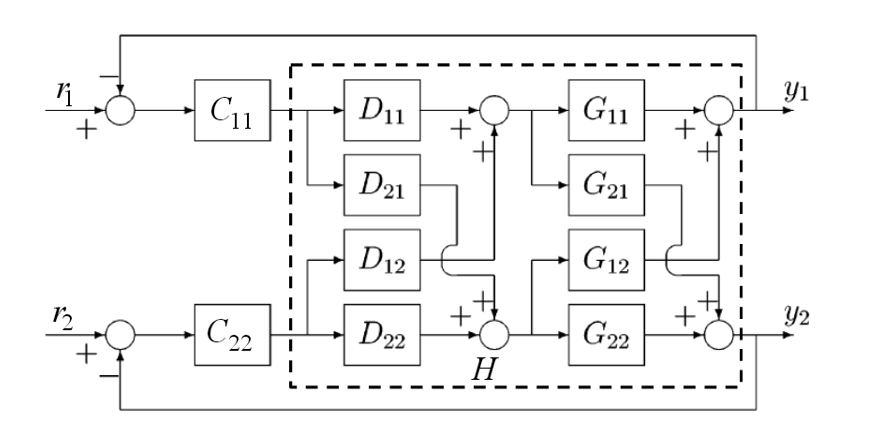 −
r₁ C₁₁ D₁₁ G₁₁ y₁
+ + +
+ +
D₂₁ G₂₁
D₁₂ G₁₂
+ +
r₂ C₂₂ + D₂₂ + G₂₂ y₂
+
− H